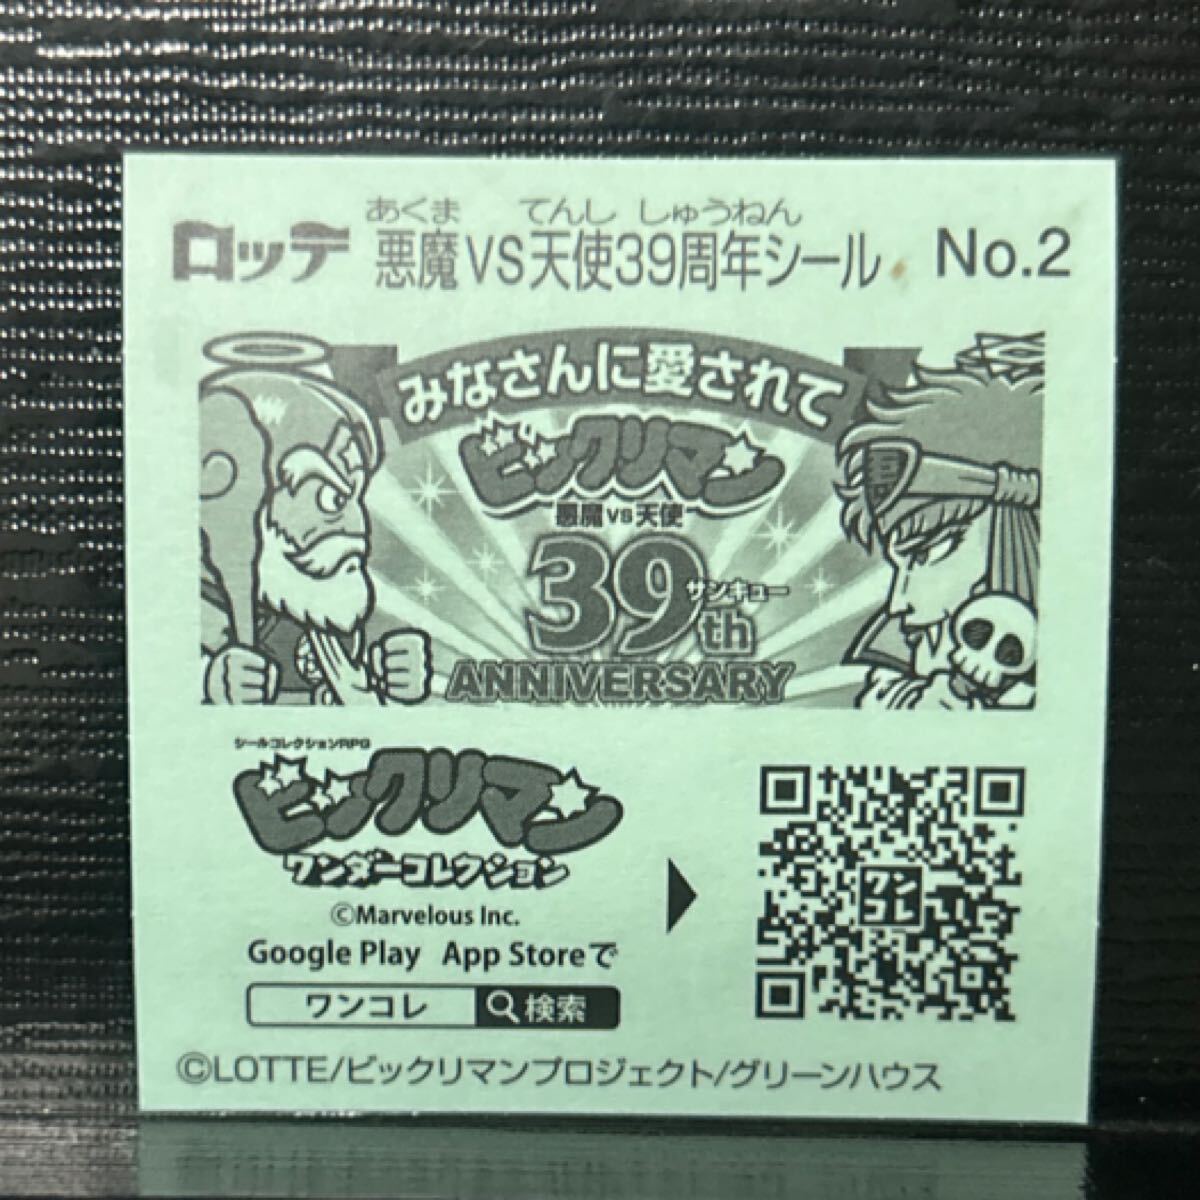 あくま てんし しゅうねん
ロッテ 悪魔VS天使39周年シール No.2
みなさんに愛されて
ビックリマン
悪魔VS天使
39th
サンキュー
ANNIVERSARY
シールコレクションRPG
ビックリマン
ワンダーコレクション
©Marvelous Inc.
Google Play App Storeで
ワンコレ 検索
ワン
コレ
©LOTTE/ビックリマンプロジェクト/グリーンハウス